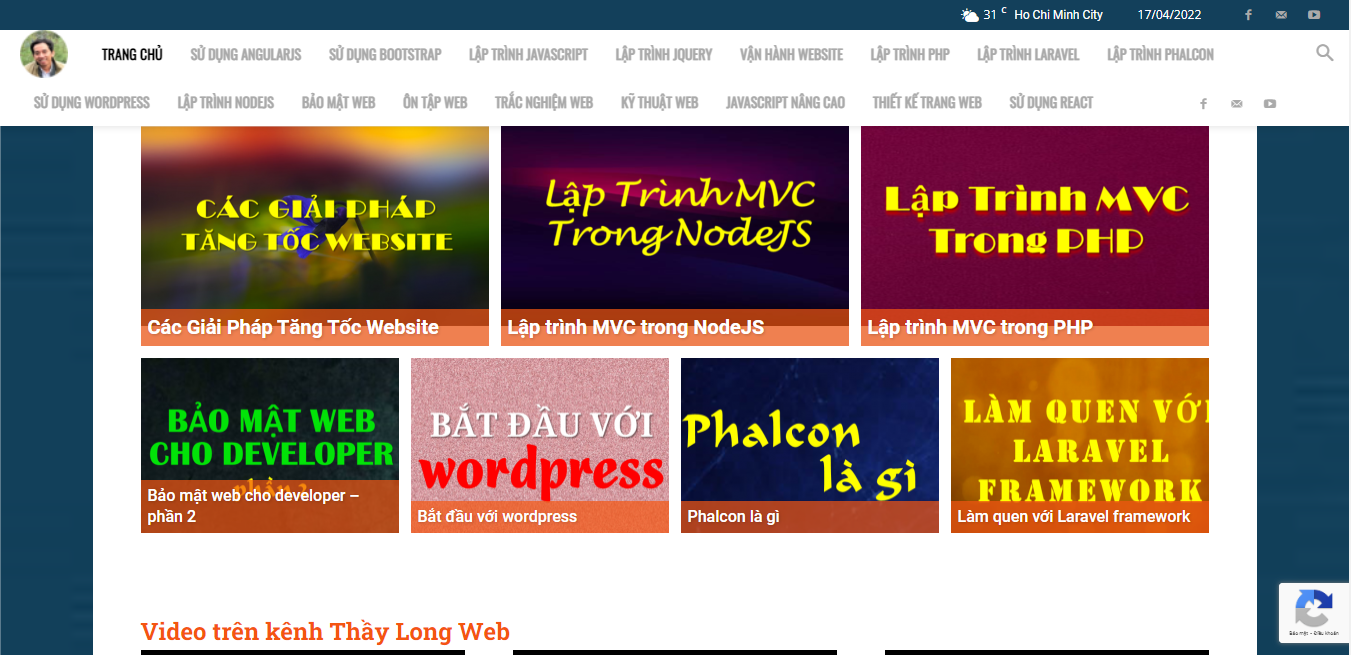 31 C Ho Chi Minh City 17/04/2022
TRANG CHỦ SỬ DỤNG ANGULARJS SỬ DỤNG BOOTSTRAP LẬP TRÌNH JAVASCRIPT LẬP TRÌNH JQUERY VẬN HÀNH WEBSITE LẬP TRÌNH PHP LẬP TRÌNH LARAVEL LẬP TRÌNH PHALCON
SỬ DỤNG WORDPRESS LẬP TRÌNH NODEJS BẢO MẬT WEB ÔN TẬP WEB TRẮC NGHIỆM WEB KỸ THUẬT WEB JAVASCRIPT NÂNG CAO THIẾT KẾ TRANG WEB SỬ DỤNG REACT
CÁC GIẢI PHÁP
TĂNG TỐC WEBSITE
Các Giải Pháp Tăng Tốc Website
Lập Trình MVC
Trong NodeJS
Lập trình MVC trong NodeJS
Lập Trình MVC
Trong PHP
Lập trình MVC trong PHP
BẢO MẬT WEB
CHO DEVELOPER
phần 2
Bảo mật web cho developer –
phần 2
BẮT ĐẦU VỚI
wordpress
Bắt đầu với wordpress
Phalcon
là gì
Phalcon là gì
LÀM QUEN VỚI
LARAVEL
FRAMEWORK
Làm quen với Laravel framework
Video trên kênh Thầy Long Web
Bảo mật - Điều khoản